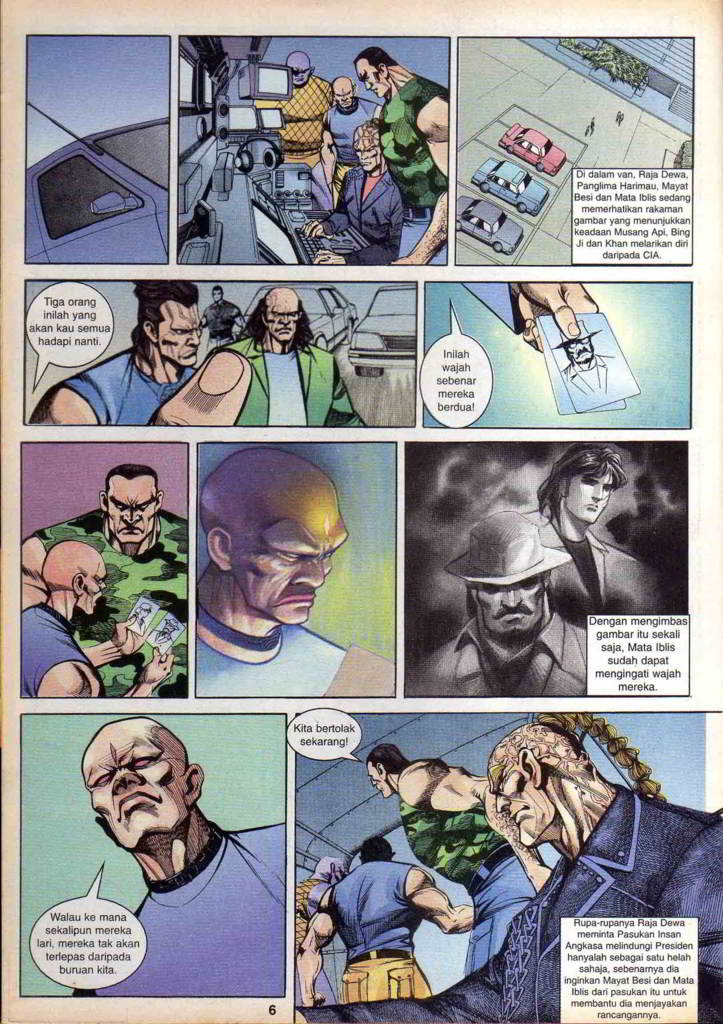 Di dalam van, Raja Dewa,
Panglima Harimau, Mayat
Besi dan Mata Iblis sedang
memerhatikan rakaman
gambar yang menunjukkan
keadaan Musang Api, Bing
Ji dan Khan melarikan diri
daripada CIA.
Tiga orang
inilah yang
akan kau semua
hadapi nanti.
Inilah
wajah
sebenar
mereka
berdua!
Dengan mengimbas
gambar itu sekali
saja, Mata Iblis
sudah dapat
mengingati wajah
mereka.
Walau ke mana
sekalipun mereka
lari, mereka tak akan
terlepas daripada
buruan kita.
Kita bertolak
sekarang!
Rupa-rupanya Raja Dewa
meminta Pasukan Insan
Angkasa melindungi Presiden
hanyalah sebagai satu helah
sahaja, sebenarnya dia
inginkan Mayat Besi dan Mata
Iblis dari pasukan itu untuk
membantu dia menjayakan
rancangannya.
6